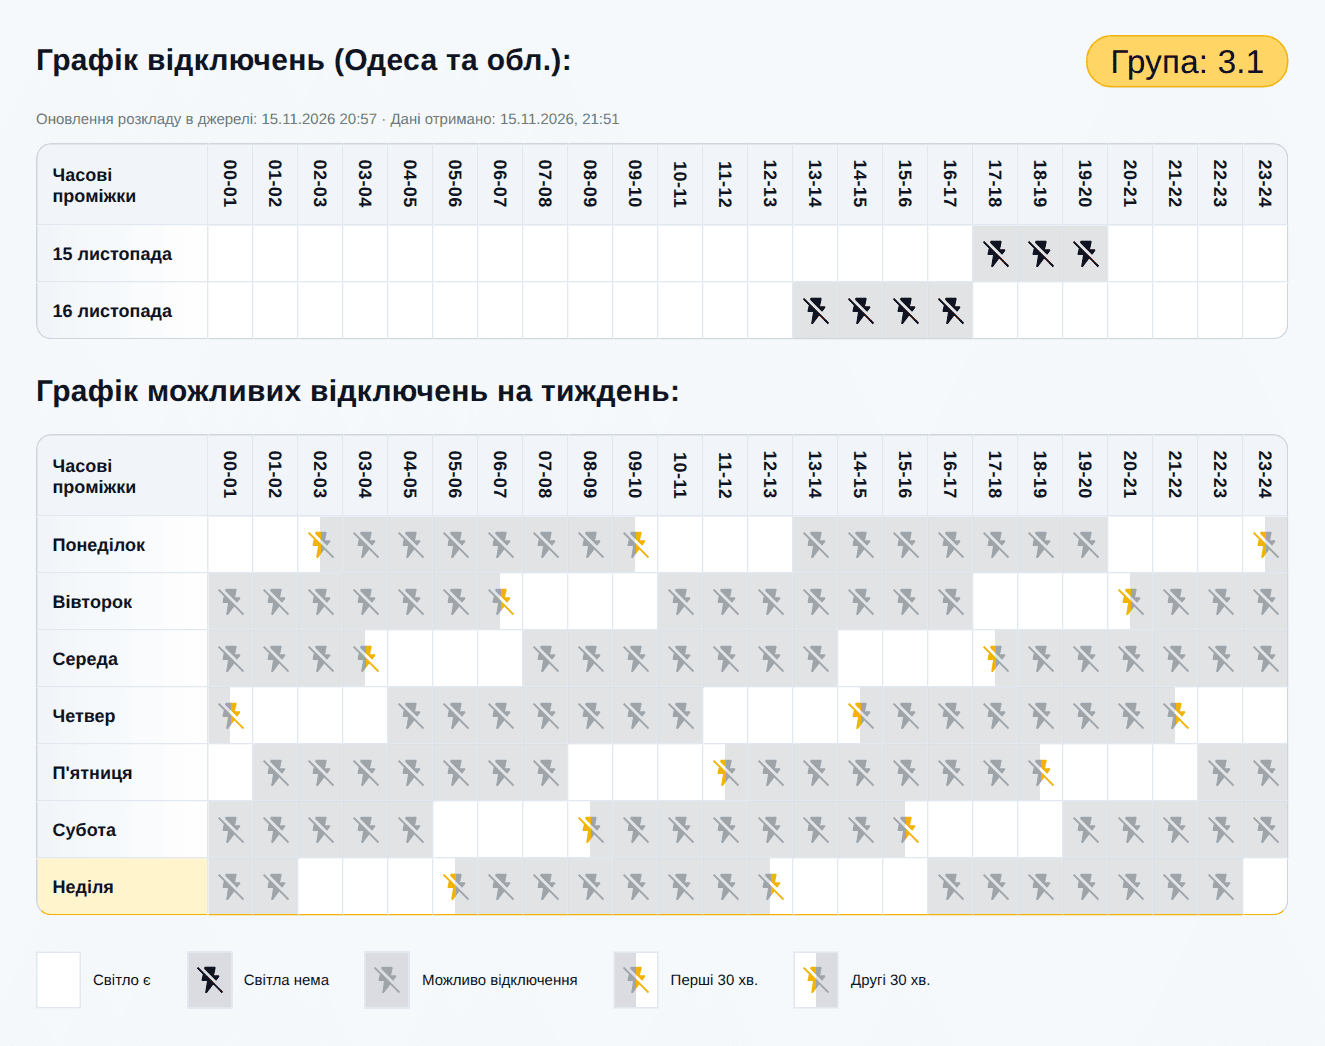 Графік відключень (Одеса та обл.):
Група: 3.1
Оновлення розкладу в джерелі: 15.11.2026 20:57 · Дані отримано: 15.11.2026, 21:51
Часові
проміжки
00-01 01-02 02-03 03-04 04-05 05-06 06-07 07-08 08-09 09-10 10-11 11-12 12-13 13-14 14-15 15-16 16-17 17-18 18-19 19-20 20-21 21-22 22-23 23-24
15 листопада
16 листопада
Графік можливих відключень на тиждень:
Часові
проміжки
00-01 01-02 02-03 03-04 04-05 05-06 06-07 07-08 08-09 09-10 10-11 11-12 12-13 13-14 14-15 15-16 16-17 17-18 18-19 19-20 20-21 21-22 22-23 23-24
Понеділок
Вівторок
Середа
Четвер
П'ятниця
Субота
Неділя
Світло є
Світла нема
Можливо відключення
Перші 30 хв.
Другі 30 хв.